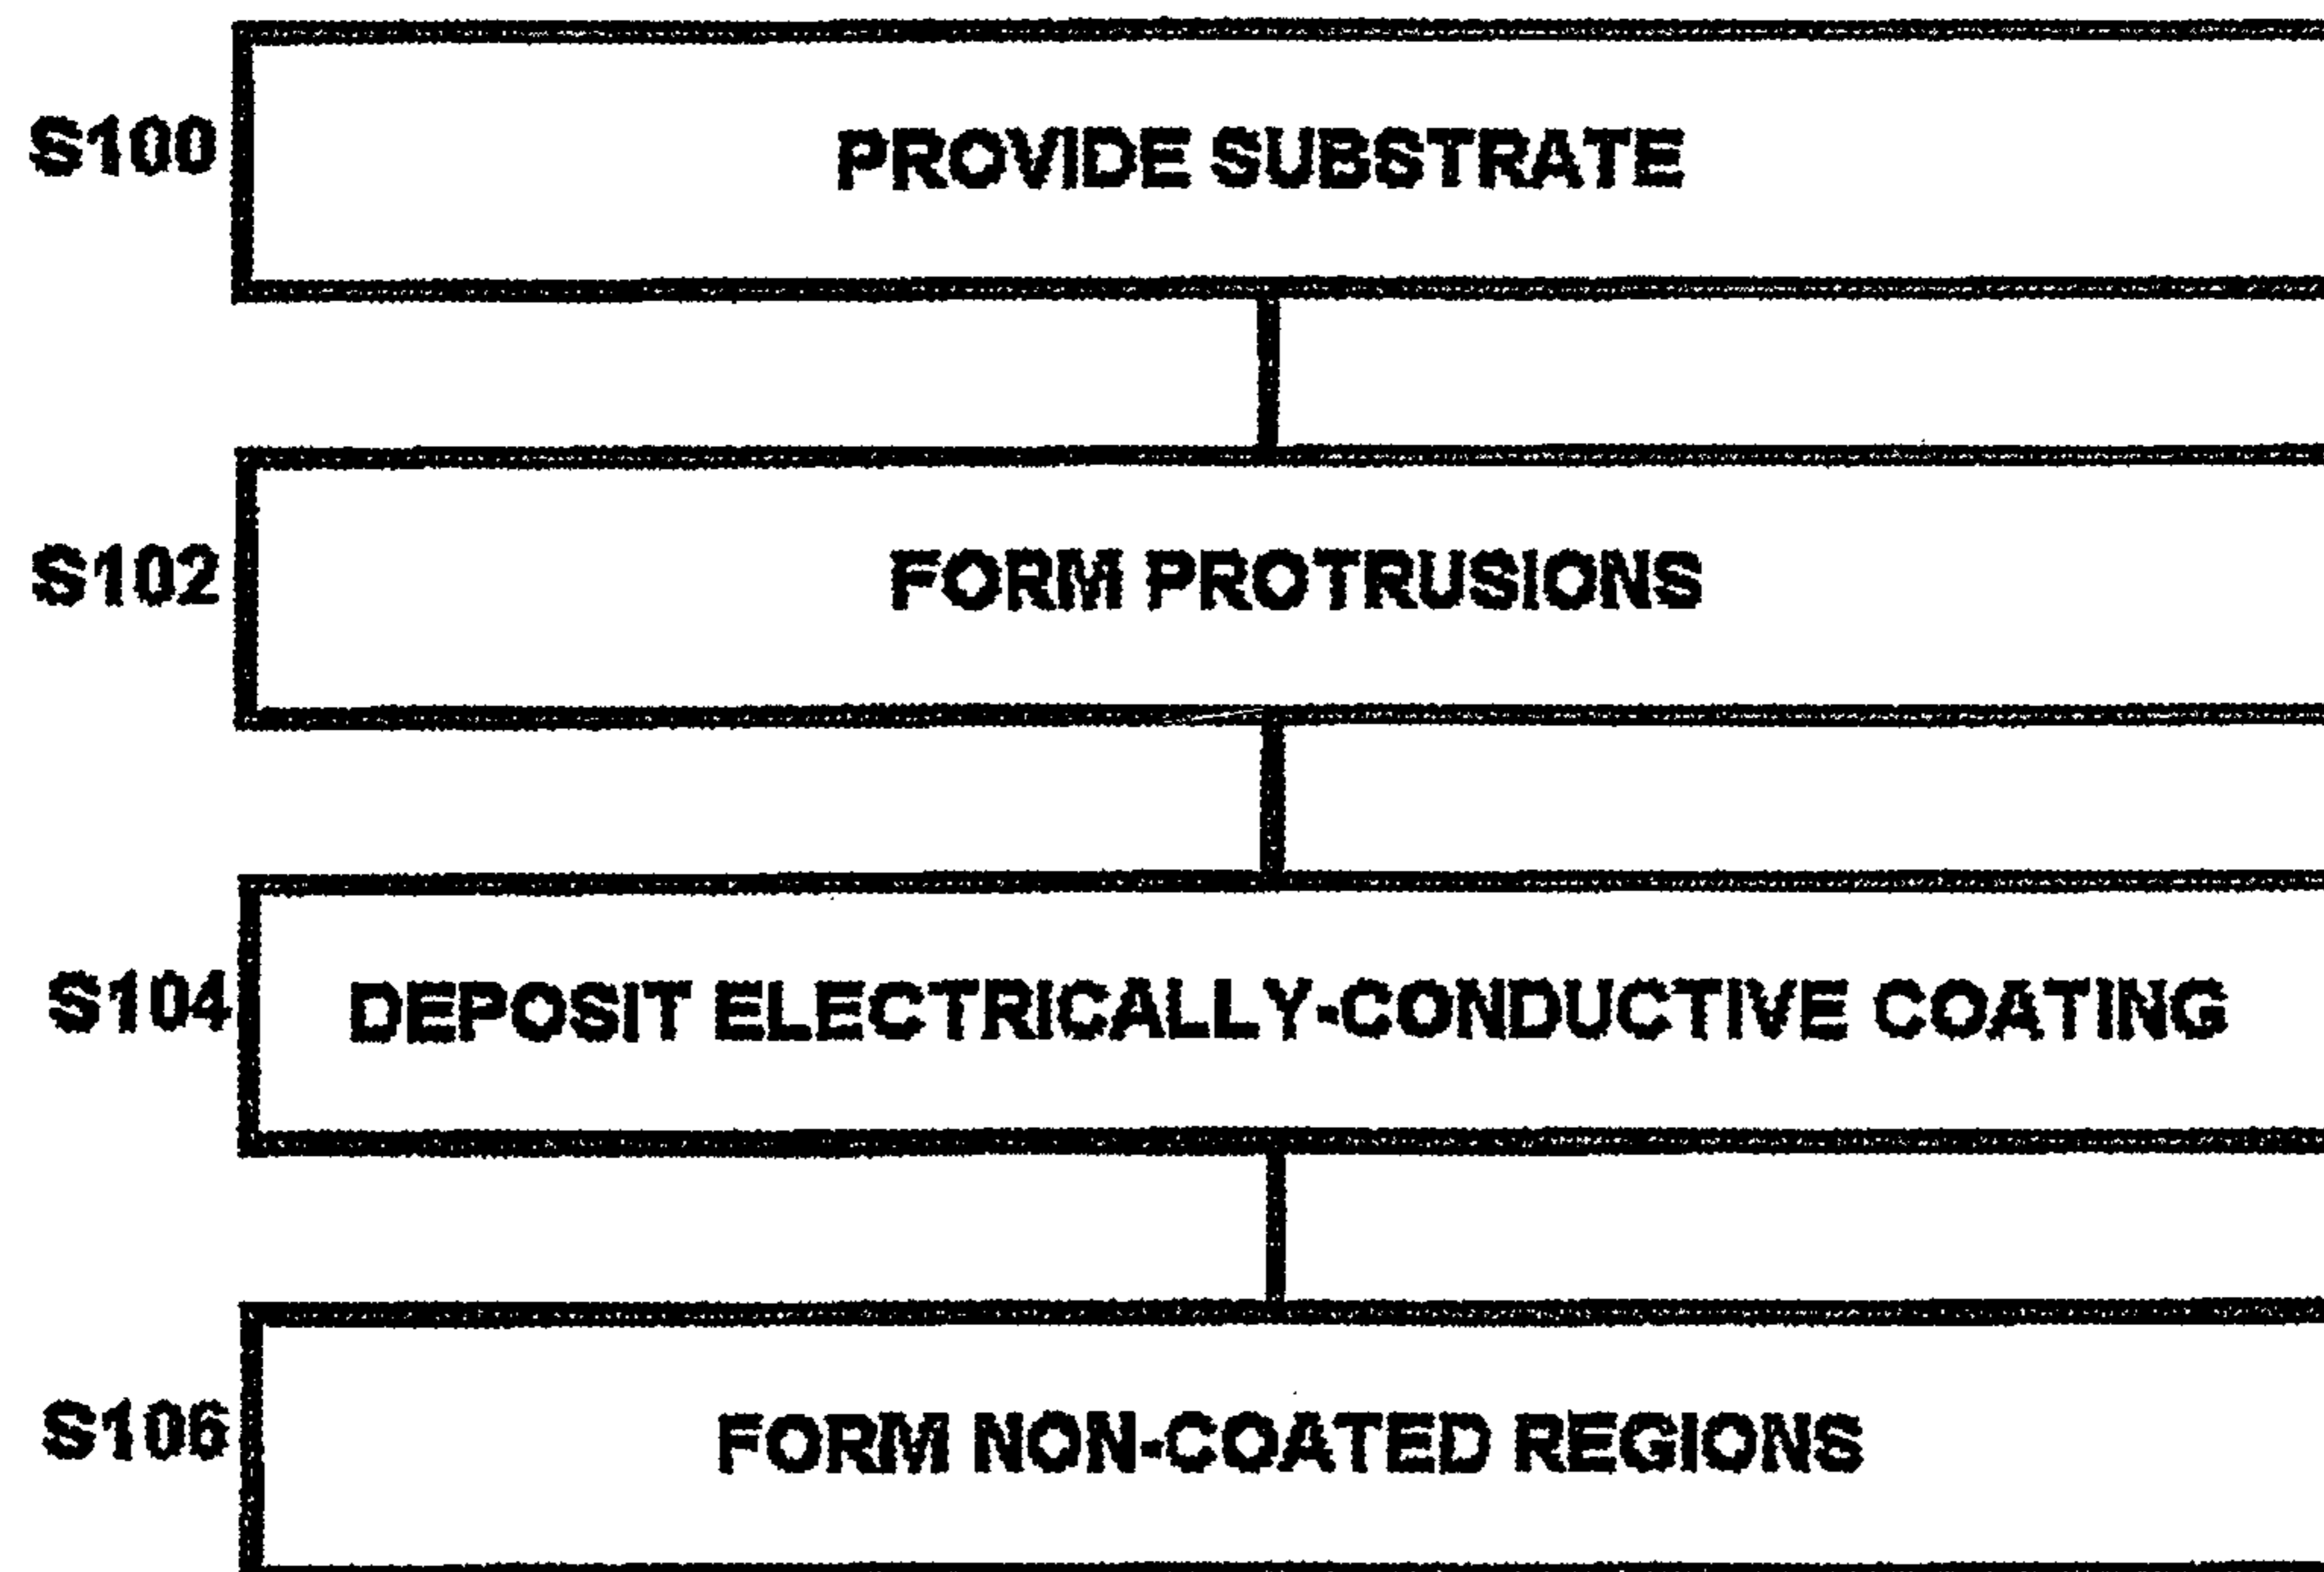 S100 PROVIDE SUBSTRATE
S102 FORM PROTRUSIONS
S104 DEPOSIT ELECTRICALLY-CONDUCTIVE COATING
S106 FORM NON-COATED REGIONS